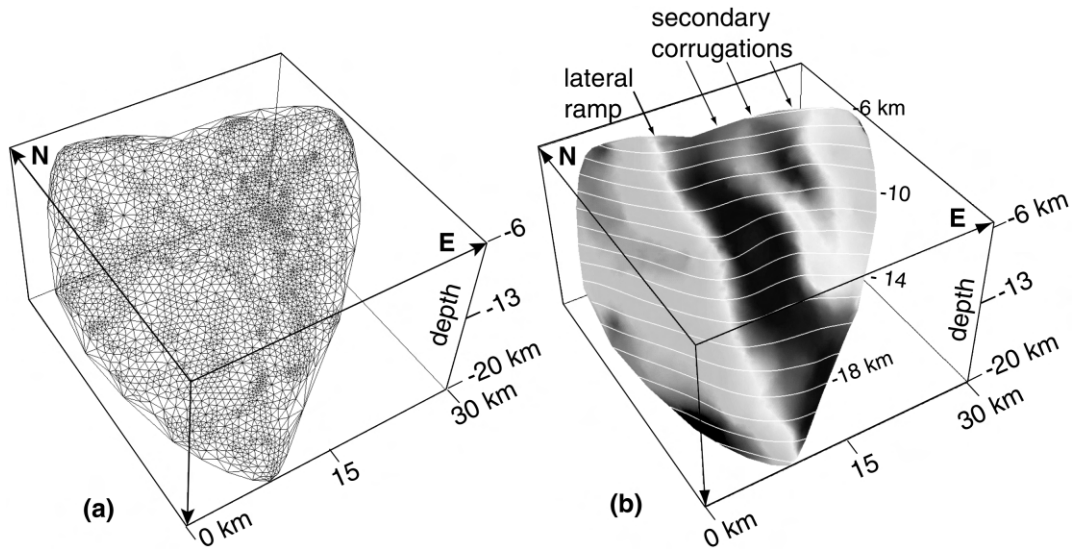 N
E
-6
-13
depth
-20 km
30 km
15
0 km
(a)
secondary
corrugations
lateral
ramp
N
-6 km
-10
E
-6 km
-14
-13
depth
-18 km
-20 km
30 km
15
0 km
(b)